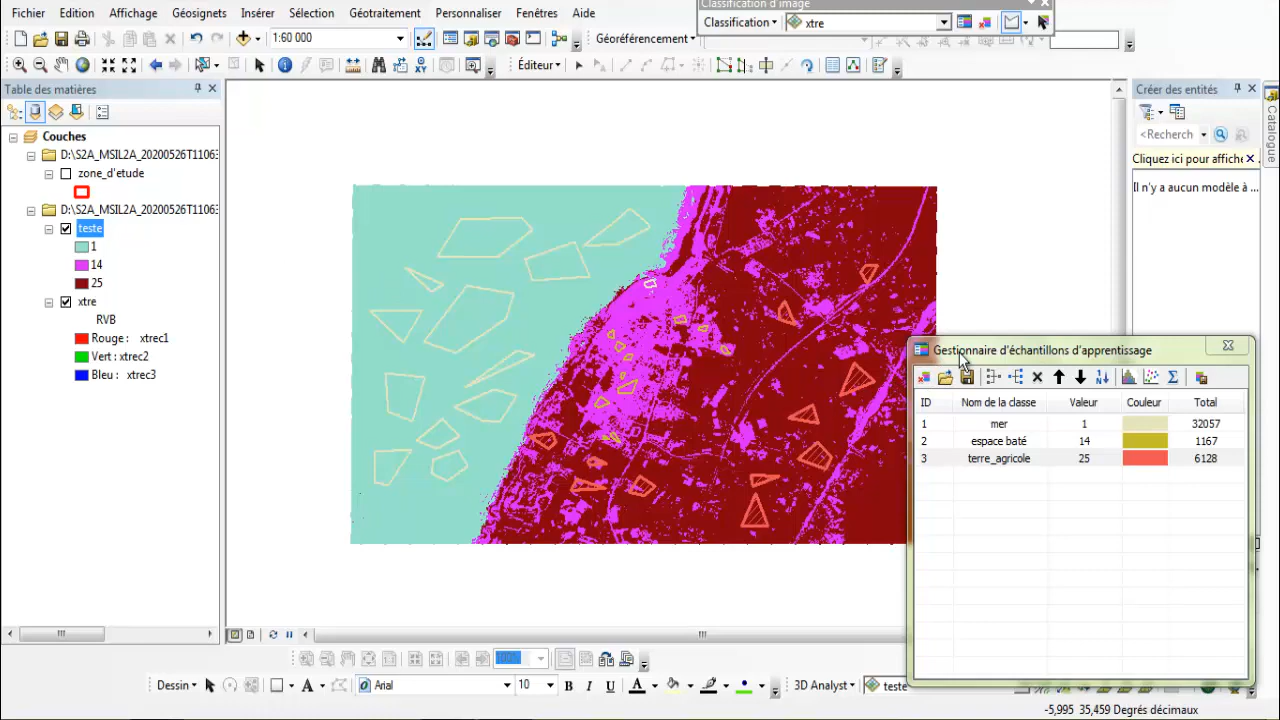 Fichier Edition Affichage Géosignets Insérer Sélection Géotraitement Personnaliser Fenêtres Aide
Classification d'image
Classification xtre
1:90 000
Géoréférencement
Éditeur
Table des matières
Couches
D:\S2A_MSIL2A_20200526T1106
zone_d'etude
D:\S2A_MSIL2A_20200526T1106
teste
1
14
25
xtre
RVB
Rouge : xtrec1
Vert : xtrec2
Bleu : xtrec3
Créer des entités
<Recherch
Cliquez ici pour affiche
Il n'y a aucun modèle à ...
Catalogue
Gestionnaire d'échantillons d'apprentissage
ID Nom de la classe Valeur Couleur Total
1 mer 1 32057
2 espace baté 14 1167
3 terre_agricole 25 6128
100%
Dessin Arial 10 B I U A 3D Analyst teste
-5,995 35,459 Degrés décimaux